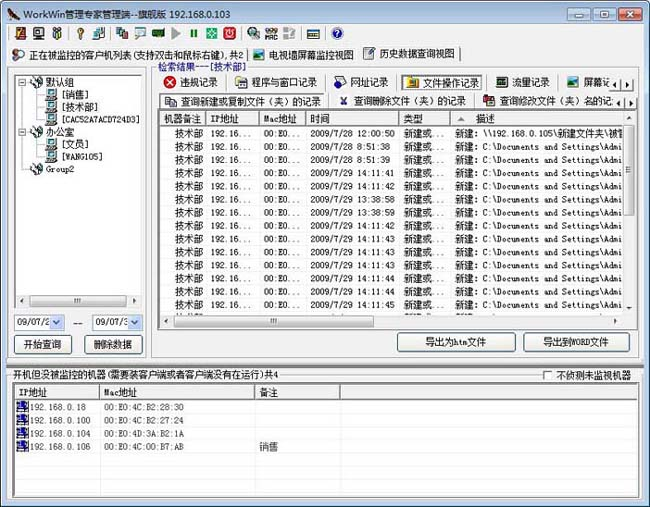 WorkWin管理专家管理端--旗舰版 192.168.0.103
正在被监控的客户机列表(支持双击和鼠标右键),共2
电视墙屏幕监控视图
历史数据查询视图
默认组
[销售]
[技术部]
[CAC52A7ACD724D3]
办公室
[文员]
[WANG105]
Group2
09/07/2
--
09/07/3
开始查询
删除数据
检索结果---[技术部]
违规记录
程序与窗口记录
网址记录
文件操作记录
流量记录
屏幕记
查询新建或复制文件（夹）的记录
查询删除文件（夹）的记录
查询修改文件（夹）名的记
机器备注 IP地址 Mac地址 时间 类型 描述
技术部 192.16... 00:E0... 2009/7/28 12:00:50 新建或... 新建: \\192.168.0.105\新建文件夹\被
技术部 192.16... 00:E0... 2009/7/28 8:51:38 新建或... 新建: C:\Documents and Settings\Admi
技术部 192.16... 00:E0... 2009/7/28 8:51:39 新建或... 新建: C:\Documents and Settings\Admi
技术部 192.16... 00:E0... 2009/7/29 14:11:41 新建或... 新建: C:\Documents and Settings\Admi
技术部 192.16... 00:E0... 2009/7/29 14:11:42 新建或... 新建: C:\Documents and Settings\Admi
技术部 192.16... 00:E0... 2009/7/29 13:38:58 新建或... 新建: C:\Documents and Settings\Admi
技术部 192.16... 00:E0... 2009/7/29 13:38:59 新建或... 新建: C:\Documents and Settings\Admi
技术部 192.16... 00:E0... 2009/7/29 14:11:42 新建或... 新建: C:\Documents and Settings\Admi
技术部 192.16... 00:E0... 2009/7/29 14:11:43 新建或... 新建: C:\Documents and Settings\Admi
技术部 192.16... 00:E0... 2009/7/29 14:11:43 新建或... 新建: C:\Documents and Settings\Admi
技术部 192.16... 00:E0... 2009/7/29 14:11:43 新建或... 新建: C:\Documents and Settings\Admi
技术部 192.16... 00:E0... 2009/7/29 14:11:44 新建或... 新建: C:\Documents and Settings\Admi
技术部 192.16... 00:E0... 2009/7/29 14:11:44 新建或... 新建: C:\Documents and Settings\Admi
技术部 192.16... 00:E0... 2009/7/29 14:11:45 新建或... 新建: C:\Documents and Settings\Admi
导出为htm文件
导出到WORD文件
开机但没被监控的机器(需要装客户端或者客户端没有在运行)共4
不侦测未监视机器
IP地址 Mac地址 备注
192.168.0.18 00:E0:4C:B2:28:30
192.168.0.100 00:E0:4C:B2:27:24
192.168.0.104 00:E0:4D:3A:B2:1A
192.168.0.106 00:E0:4C:00:B7:AB 销售